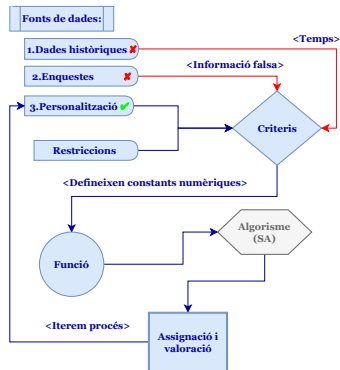 Fonts de dades:
<Temps>
1.Dades històriques ✘
<Informació falsa>
2.Enquestes ✘
3.Personalització ✔
Criteris
Restriccions
<Defineixen constants numèriques>
Algorisme
(SA)
Funció
<Iterem procés>
Assignació i
valoració